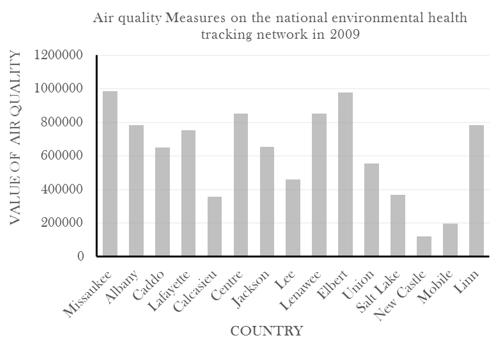 Air quality Measures on the national environmental health
tracking network in 2009
VALUE OF AIR QUALITY
1200000
1000000
800000
600000
400000
200000
0
Missaukee
Albany
Caddo
Lafayette
Calcasieu
Centre
Jackson
Lee
Lenawee
Elbert
Union
Salt Lake
New Castle
Mobile
Linn
COUNTRY